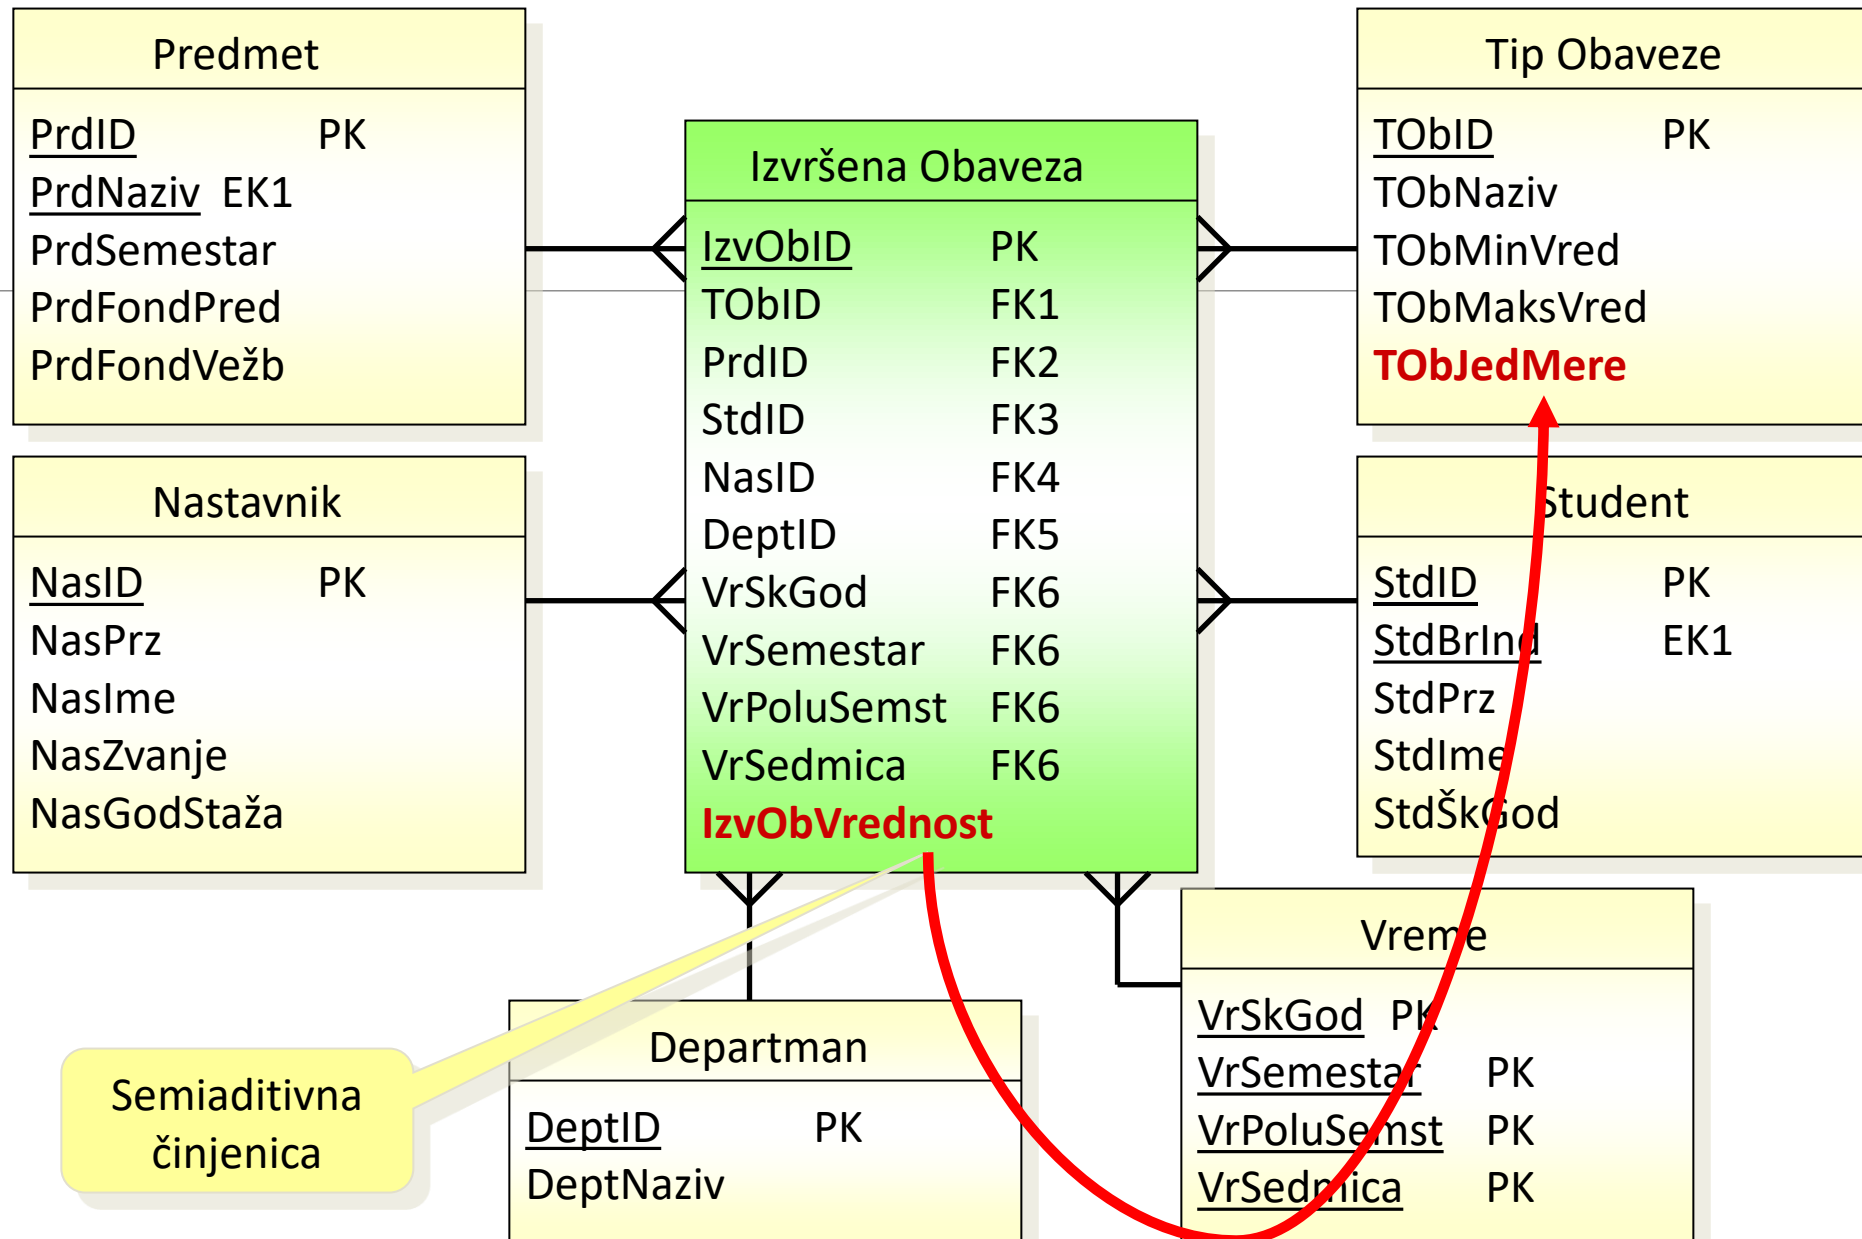 Predmet
PrdID PK
PrdNaziv EK1
PrdSemestar
PrdFondPred
PrdFondVežb
Nastavnik
NasID PK
NasPrz
NasIme
NasZvanje
NasGodStaža
Izvršena Obaveza
IzvObID PK
TObID FK1
PrdID FK2
StdID FK3
NasID FK4
DeptID FK5
VrSkGod FK6
VrSemestar FK6
VrPoluSemst FK6
VrSedmica FK6
IzvObVrednost
Tip Obaveze
TObID PK
TObNaziv
TObMinVred
TObMaksVred
TObJedMere
Student
StdID PK
StdBrInd EK1
StdPrz
StdIme
StdŠkGod
Semiaditivna
činjenica
Departman
DeptID PK
DeptNaziv
Vreme
VrSkGod PK
VrSemestar PK
VrPoluSemst PK
VrSedmica PK